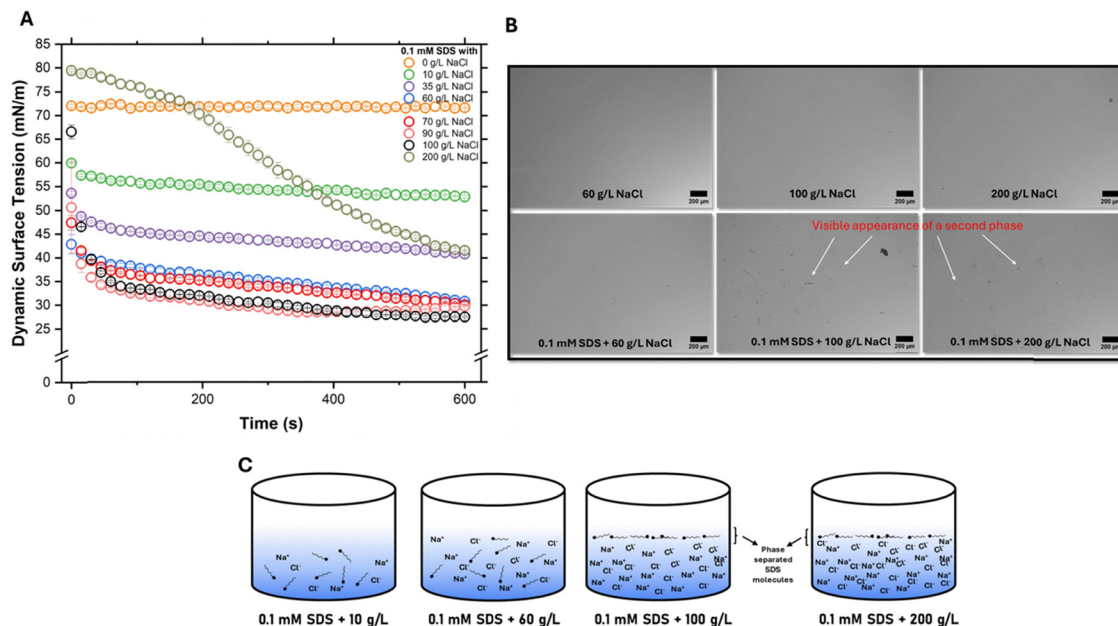 A
Dynamic Surface Tension (mN/m)
85
80
75
70
65
60
55
50
45
40
35
30
25
0
0
200
400
600
Time (s)
0.1 mM SDS with
0 g/L NaCl
10 g/L NaCl
35 g/L NaCl
60 g/L NaCl
70 g/L NaCl
90 g/L NaCl
100 g/L NaCl
200 g/L NaCl
B
60 g/L NaCl
200 µm
100 g/L NaCl
200 µm
200 g/L NaCl
200 µm
Visible appearance of a second phase
0.1 mM SDS + 60 g/L NaCl
200 µm
0.1 mM SDS + 100 g/L NaCl
200 µm
0.1 mM SDS + 200 g/L NaCl
200 µm
C
Na⁺
Na⁺
Cl⁻
Na⁺
Cl⁻
0.1 mM SDS + 10 g/L
0.1 mM SDS + 60 g/L
0.1 mM SDS + 100 g/L
Phase
separated
SDS
molecules
0.1 mM SDS + 200 g/L